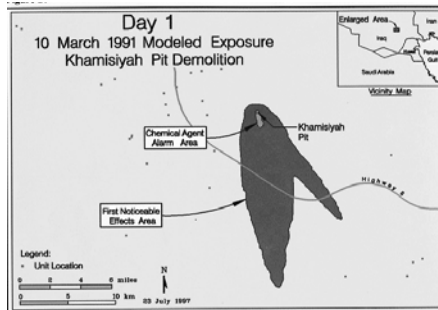 Day 1
10 March 1991 Modeled Exposure
Khamisiyah Pit Demolition
Enlarged Area
Iran
Iraq
Persian
Gulf
Saudi Arabia
Vicinity Map
Chemical Agent
Alarm Area
Khamisiyah
Pit
Highway 8
First Noticeable
Effects Area
Legend:
Unit Location
0 2 4 6 miles
0 5 10 km
N
23 July 1997